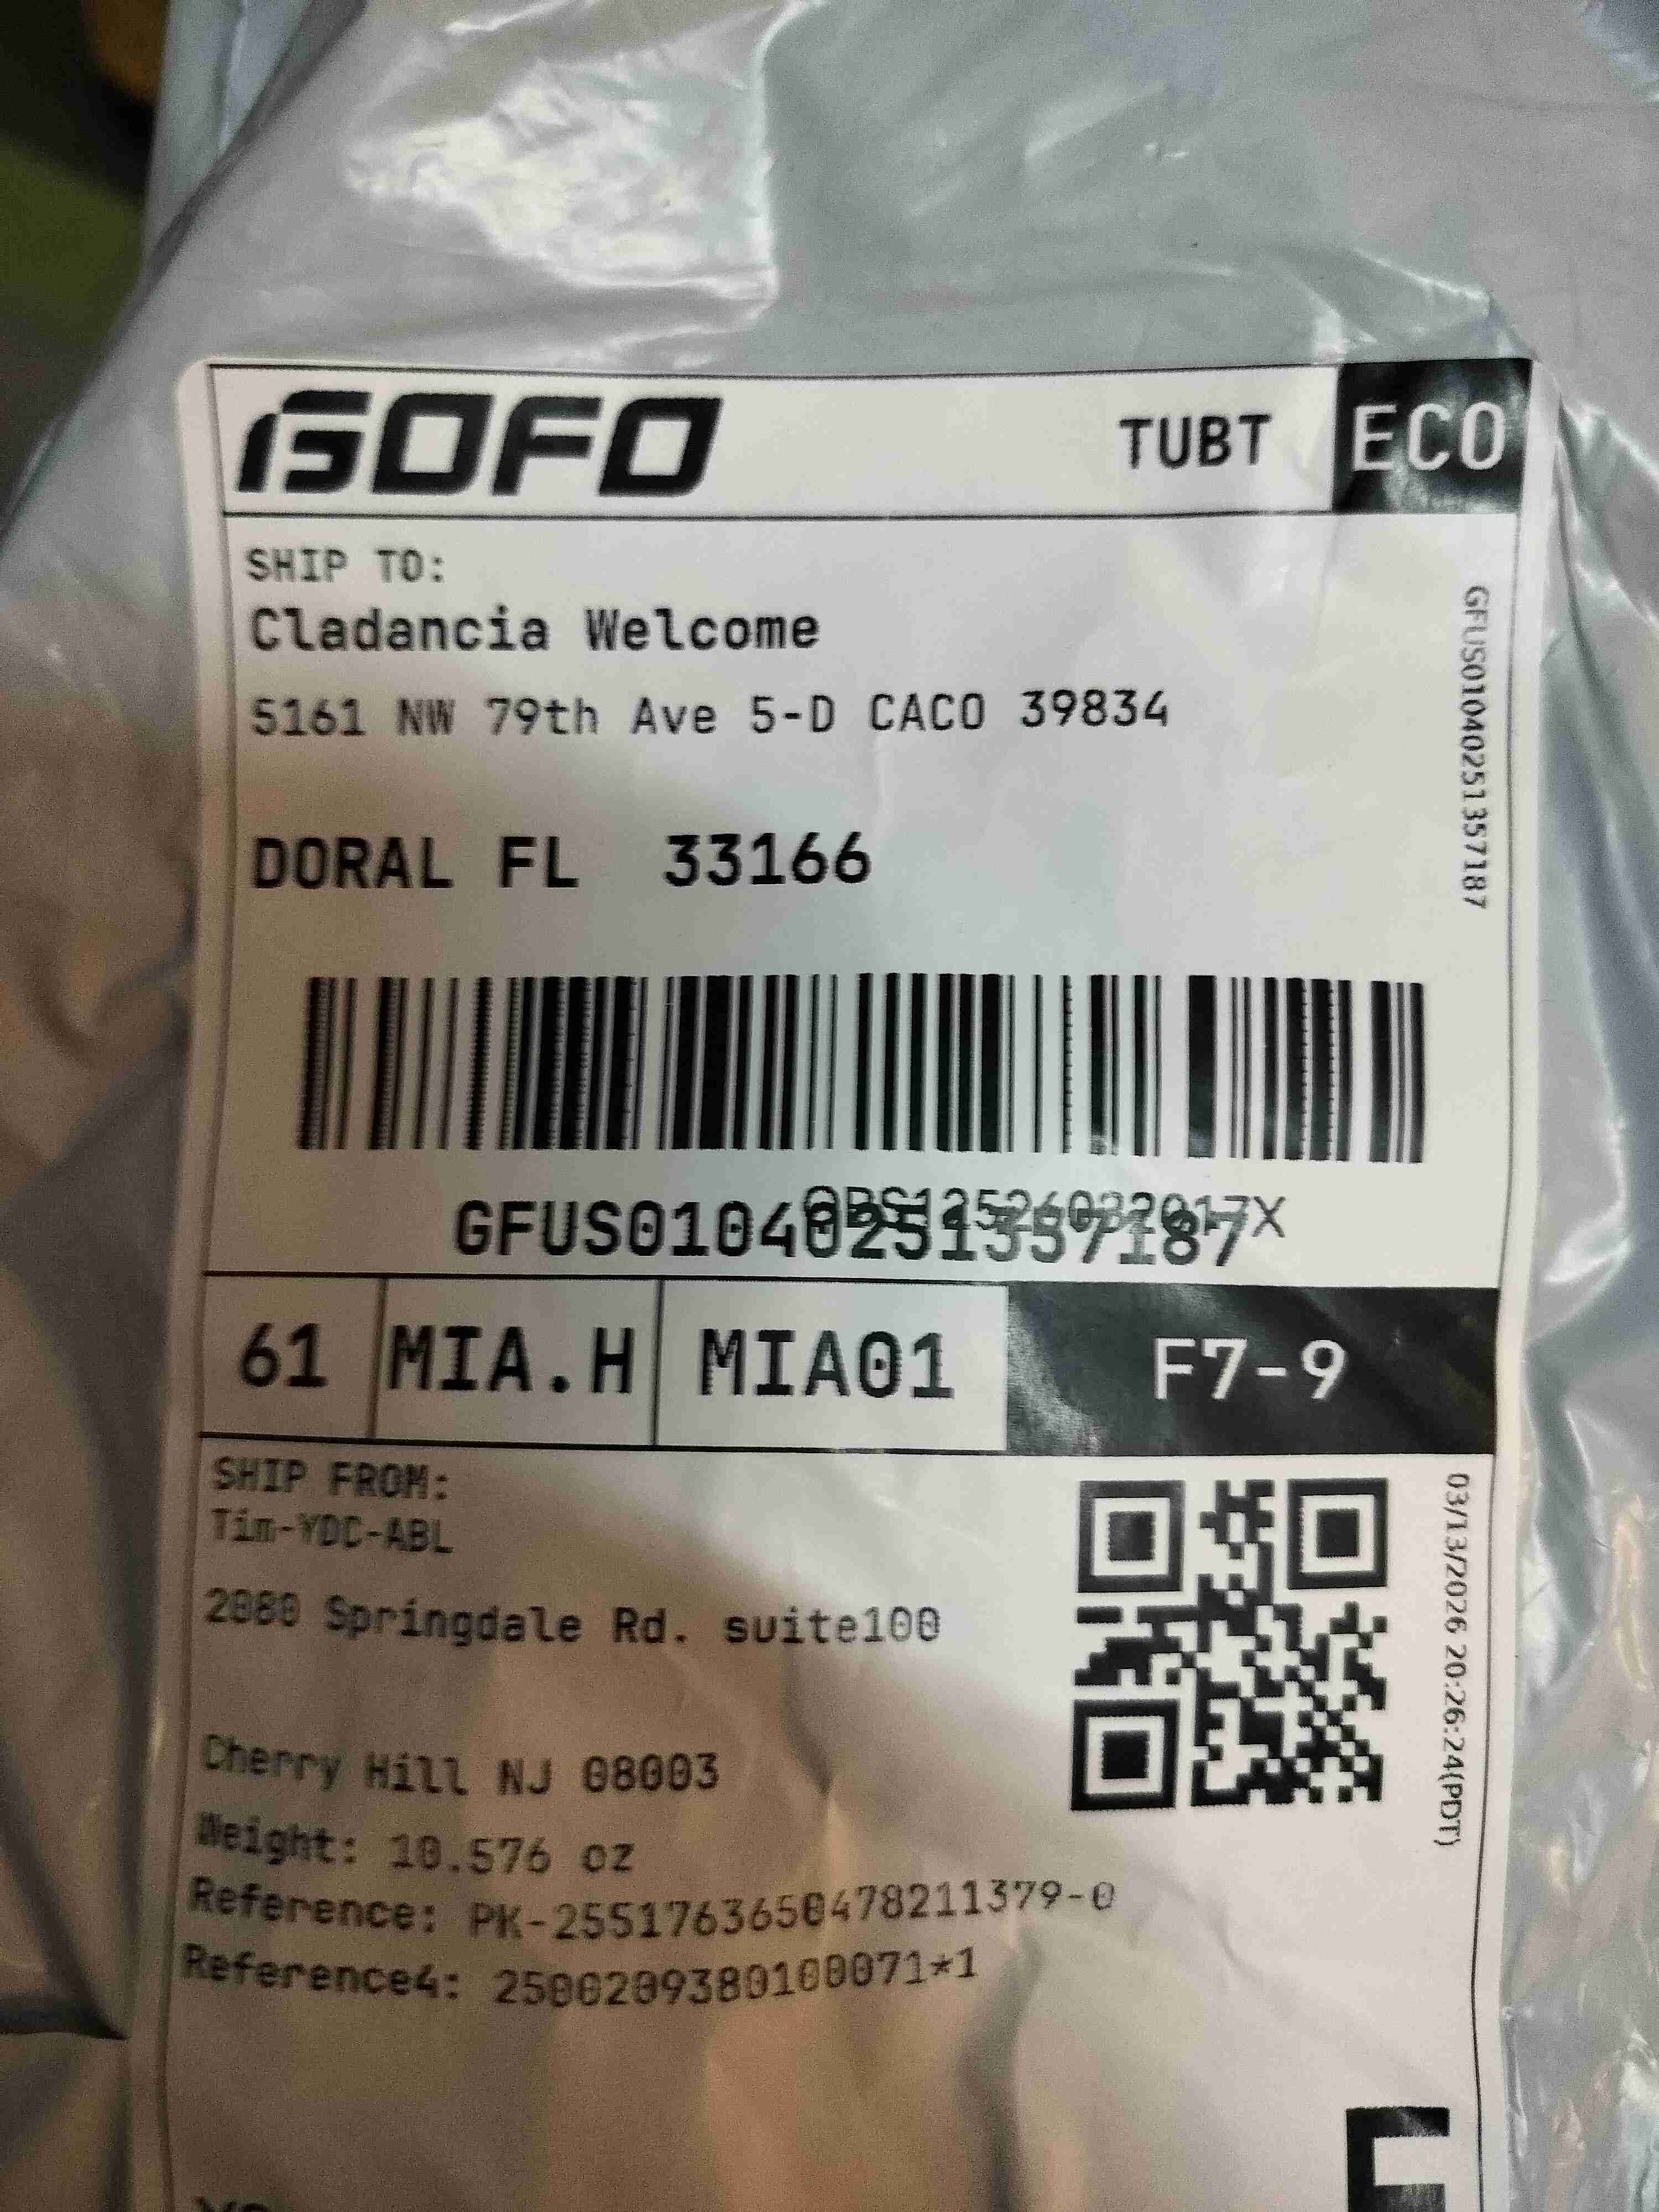 GOFO
TUBT
ECO
SHIP TO:
Cladancia Welcome
5161 NW 79th Ave 5-D CACO 39834
DORAL FL 33166
GFUS01040251357187
GFUS01040251357187
61
MIA.H
MIA01
F7-9
SHIP FROM:
Tim-YDC-ABL
2080 Springdale Rd. suite100
Cherry Hill NJ 08003
Weight: 10.576 oz
Reference: PK-2551763650478211379-0
Reference4: 2500209380100071*1
03/13/2026 20:26:24(PDT)